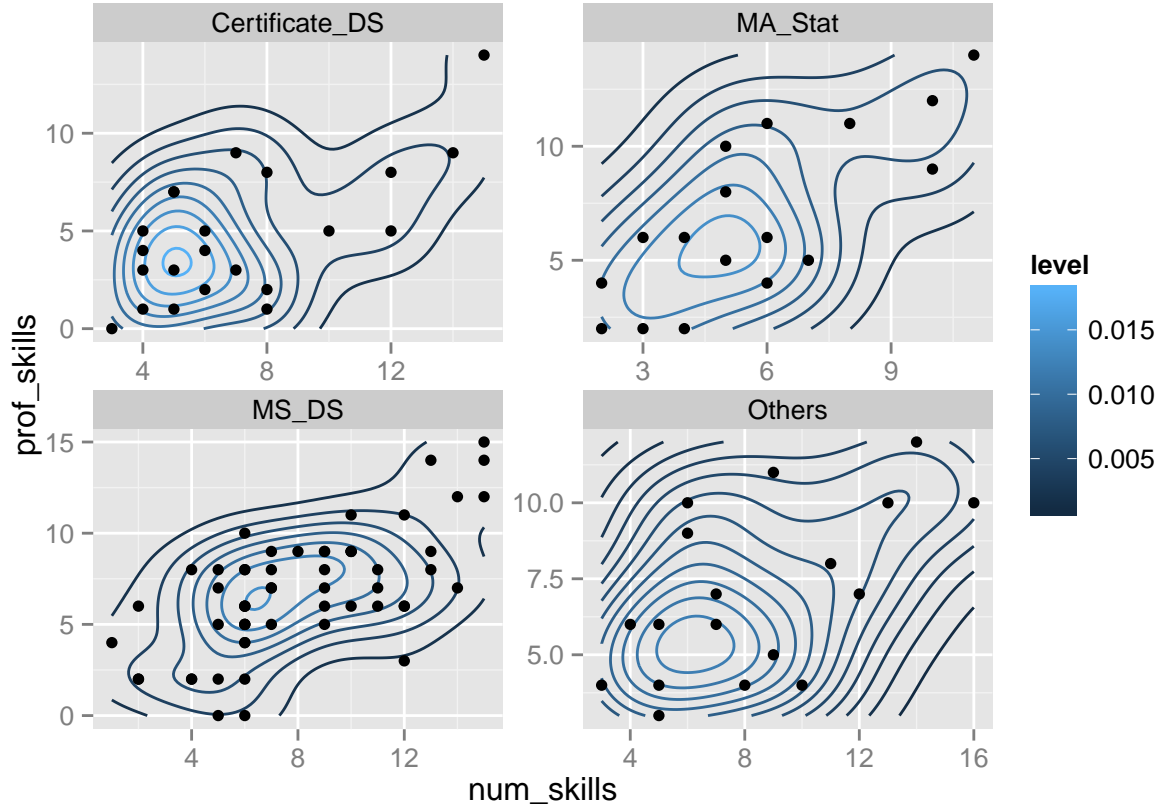 Certificate_DS
MA_Stat
10
5
0
4 8 12
10
5
3 6 9
prof_skills
MS_DS
Others
15
10
5
0
4 8 12
10.0
7.5
5.0
4 8 12 16
num_skills
level
0.015
0.010
0.005